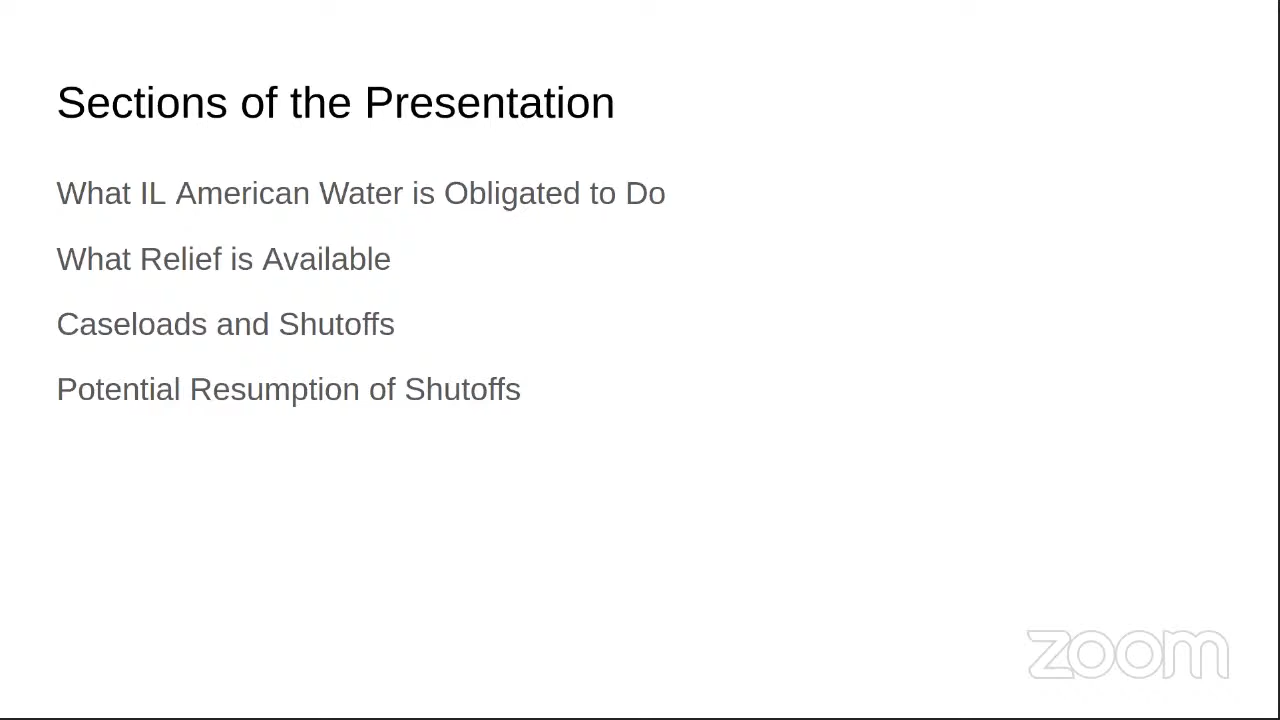 Sections of the Presentation
What IL American Water is Obligated to Do
What Relief is Available
Caseloads and Shutoffs
Potential Resumption of Shutoffs
zoom